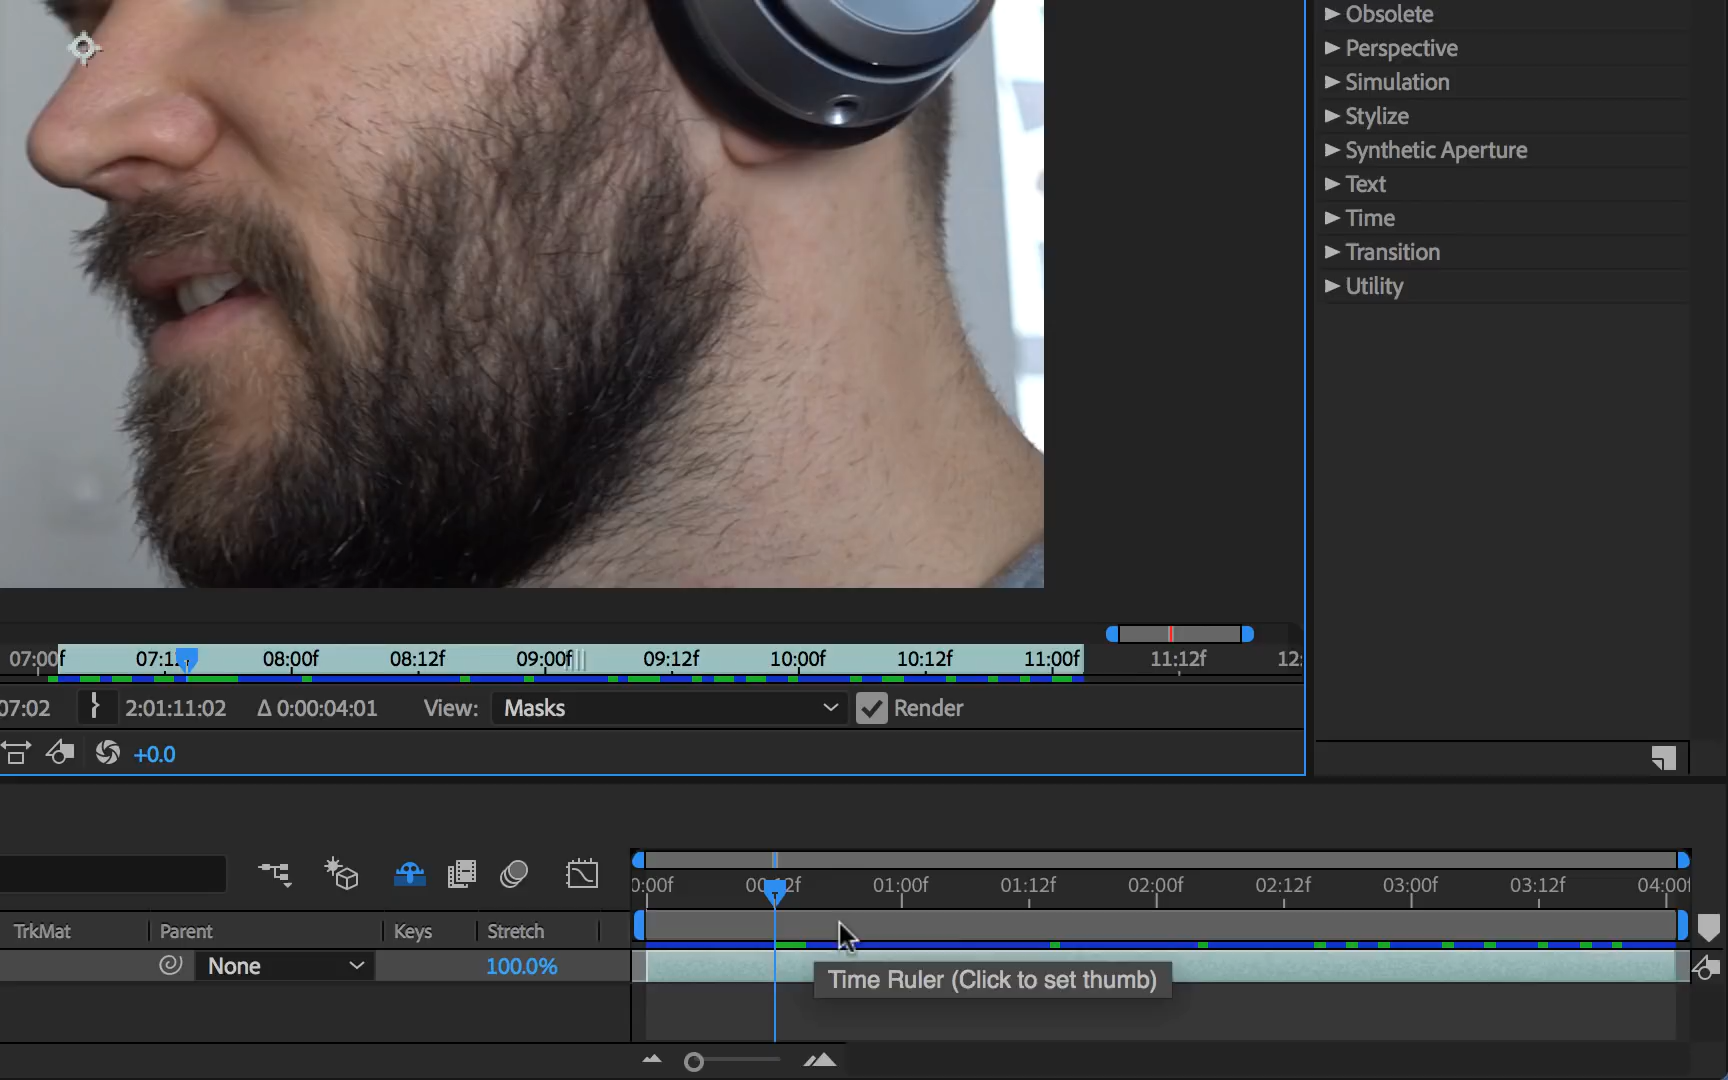 Obsolete
Perspective
Simulation
Stylize
Synthetic Aperture
Text
Time
Transition
Utility
07:00f 08:00f 08:12f 09:00f 09:12f 10:00f 10:12f 11:00f 11:12f
07:02 } 2:01:11:02 Δ 0:00:04:01 View: Masks Render
+0.0
0:00f 01:00f 01:12f 02:00f 02:12f 03:00f 03:12f 04:00f
TrkMat Parent Keys Stretch
None 100.0%
Time Ruler (Click to set thumb)